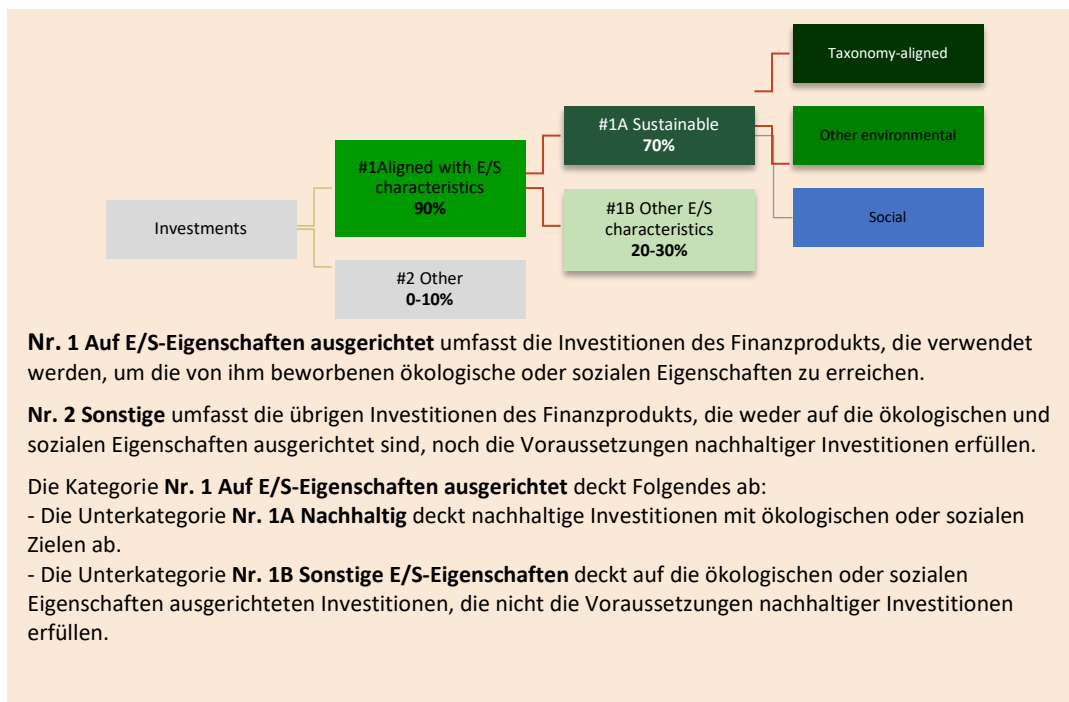 Taxonomy-aligned
#1A Sustainable
70%
Other environmental
#1Aligned with E/S
characteristics
90%
#1B Other E/S
characteristics
20-30%
Social
Investments
#2 Other
0-10%
Nr. 1 Auf E/S-Eigenschaften ausgerichtet umfasst die Investitionen des Finanzprodukts, die verwendet
werden, um die von ihm beworbenen ökologische oder sozialen Eigenschaften zu erreichen.
Nr. 2 Sonstige umfasst die übrigen Investitionen des Finanzprodukts, die weder auf die ökologischen und
sozialen Eigenschaften ausgerichtet sind, noch die Voraussetzungen nachhaltiger Investitionen erfüllen.
Die Kategorie Nr. 1 Auf E/S-Eigenschaften ausgerichtet deckt Folgendes ab:
- Die Unterkategorie Nr. 1A Nachhaltig deckt nachhaltige Investitionen mit ökologischen oder sozialen
Zielen ab.
- Die Unterkategorie Nr. 1B Sonstige E/S-Eigenschaften deckt auf die ökologischen oder sozialen
Eigenschaften ausgerichteten Investitionen, die nicht die Voraussetzungen nachhaltiger Investitionen
erfüllen.